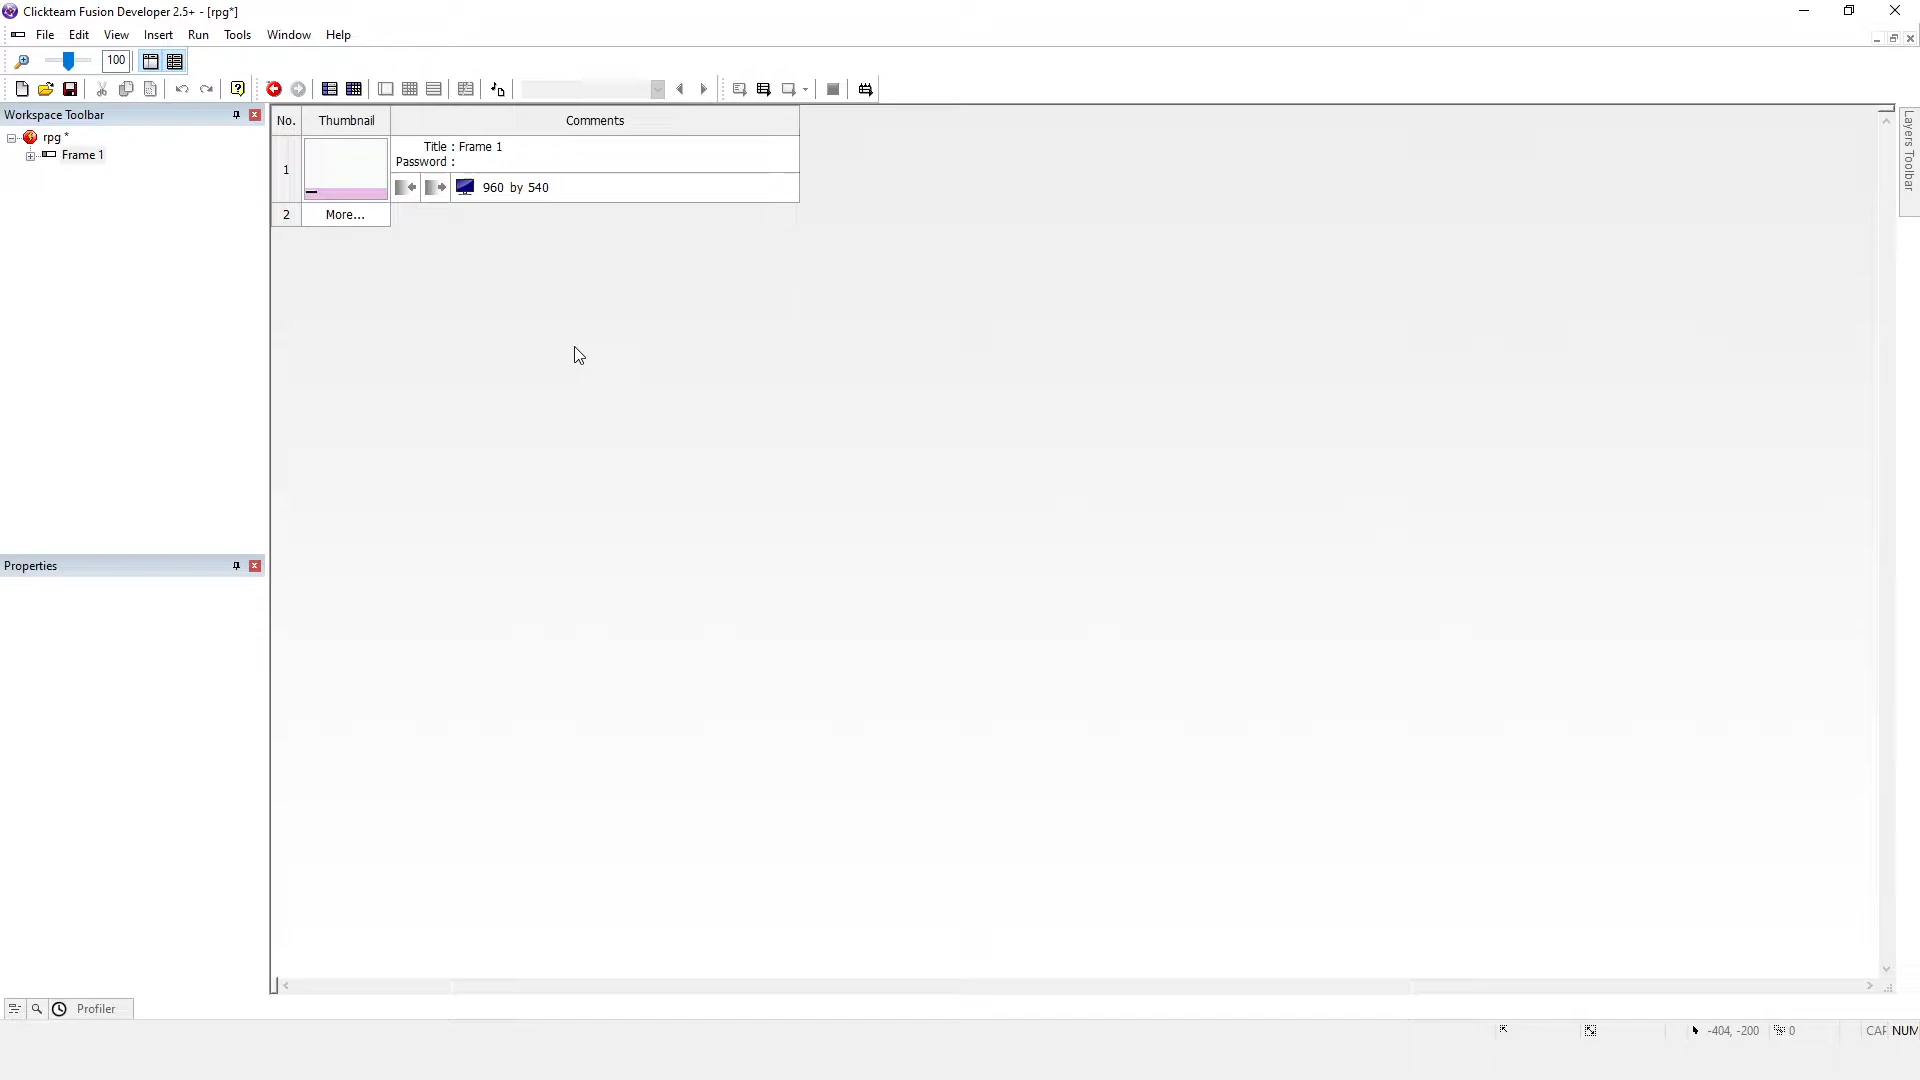 Clickteam Fusion Developer 2.5+ - [rpg*]
File Edit View Insert Run Tools Window Help
100
Workspace Toolbar
rpg *
Frame 1
No. Thumbnail Comments
1
Title : Frame 1
Password :
960 by 540
2 More...
Layers Toolbar
Properties
Profiler
-404, -200 0 CAP NUM